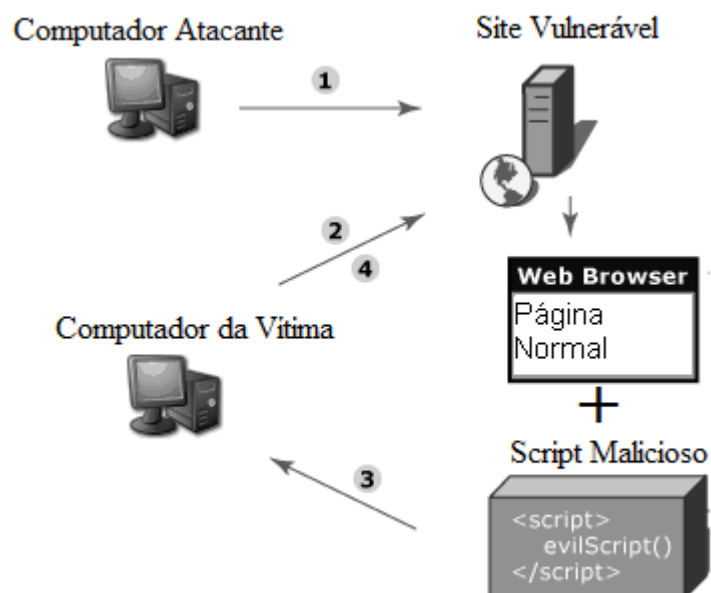 Computador Atacante
Site Vulnerável
1
2
4
Web Browser
Página
Normal
Computador da Vítima
+
Script Malicioso
3
<script>
evilScript()
</script>